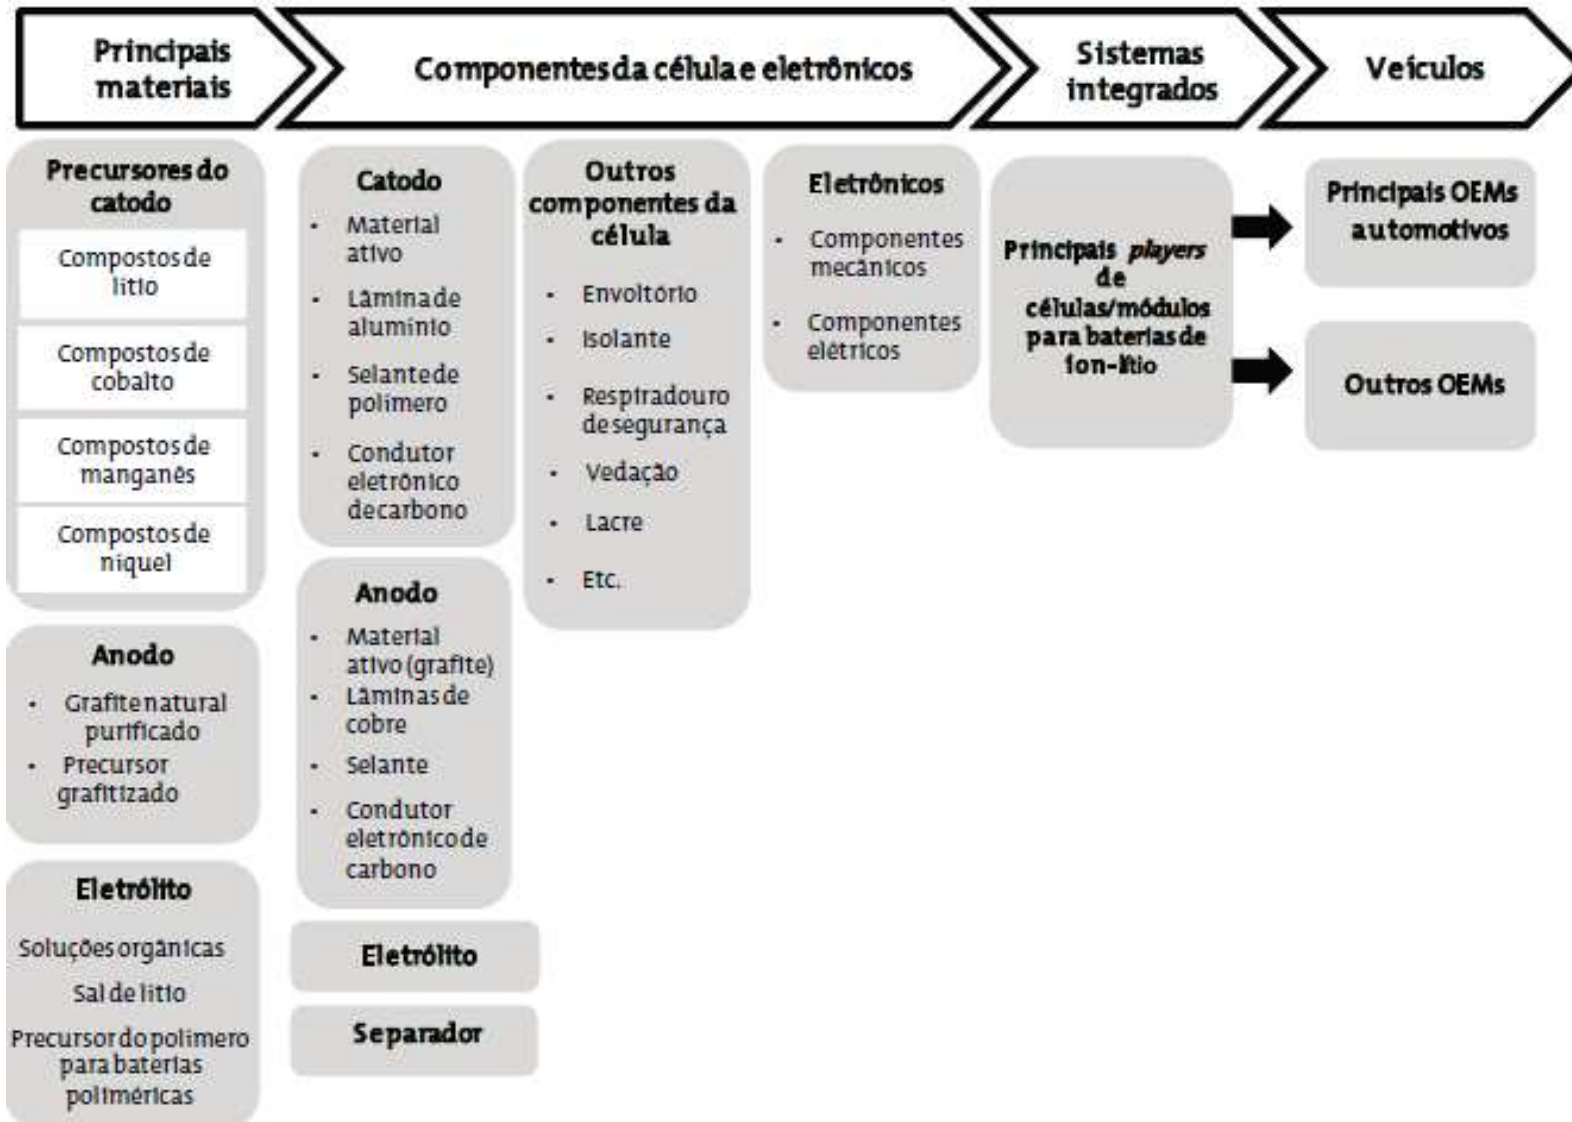 Principais
materiais
Componentes da célula e eletrônicos
Sistemas
integrados
Veículos
Precursores do
catodo
Compostos de
lítio
Compostos de
cobalto
Compostos de
manganês
Compostos de
níquel
Anodo
• Grafite natural
purificado
• Precursor
grafitizado
Eletrólito
Soluções orgânicas
Sal de lítio
Precursor do polímero
para baterias
poliméricas
Catodo
• Material
ativo
• Lâmina de
alumínio
• Selante de
polímero
• Condutor
eletrônico
de carbono
Anodo
• Material
ativo (grafite)
• Lâminas de
cobre
• Selante
• Condutor
eletrônico de
carbono
Eletrólito
Separador
Outros
componentes da
célula
• Envoltório
• Isolante
• Respiradouro
de segurança
• Vedação
• Lacre
• Etc.
Eletrônicos
• Componentes
mecânicos
• Componentes
elétricos
Principais players
de
células/módulos
para baterias de
íon-lítio
Principais OEMs
automotivos
Outros OEMs